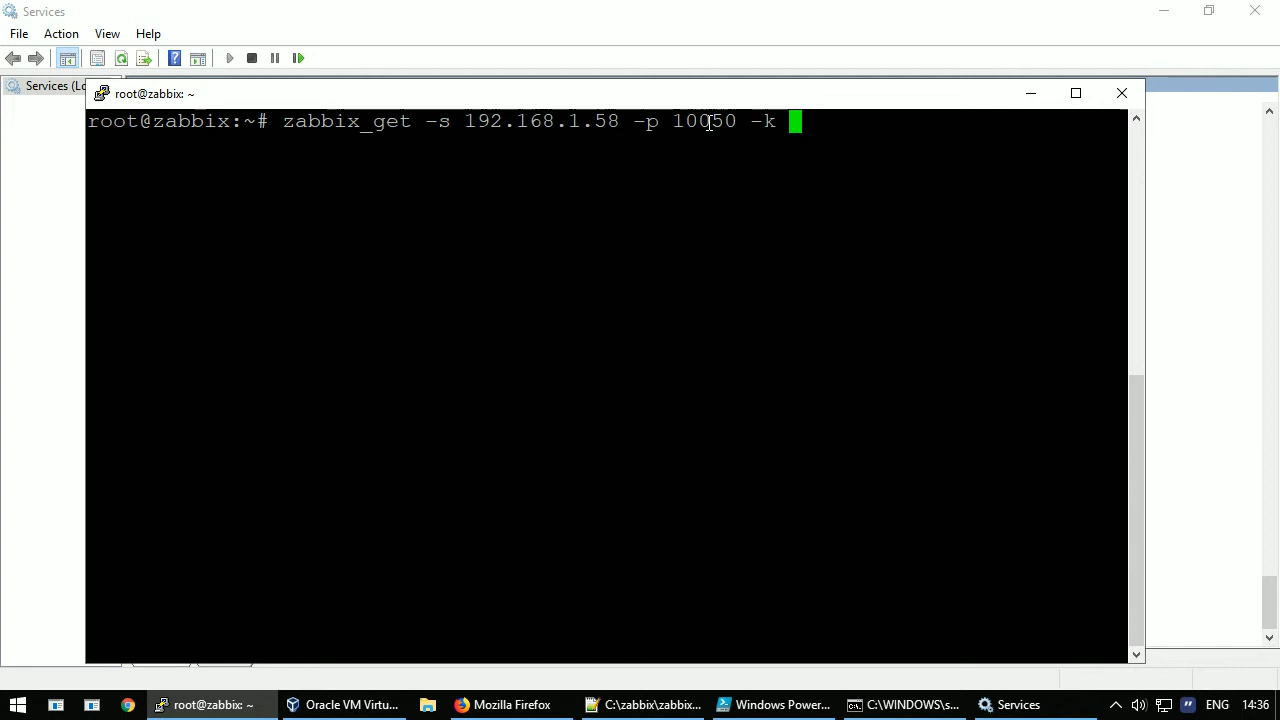 Services
File Action View Help
Services (Lo
root@zabbix: ~
root@zabbix:~# zabbix_get -s 192.168.1.58 -p 10050 -k
root@zabbix: ~
Oracle VM Virtu...
Mozilla Firefox
C:\zabbix\zabbix...
Windows Power...
C:\WINDOWS\s...
Services
ENG
14:36